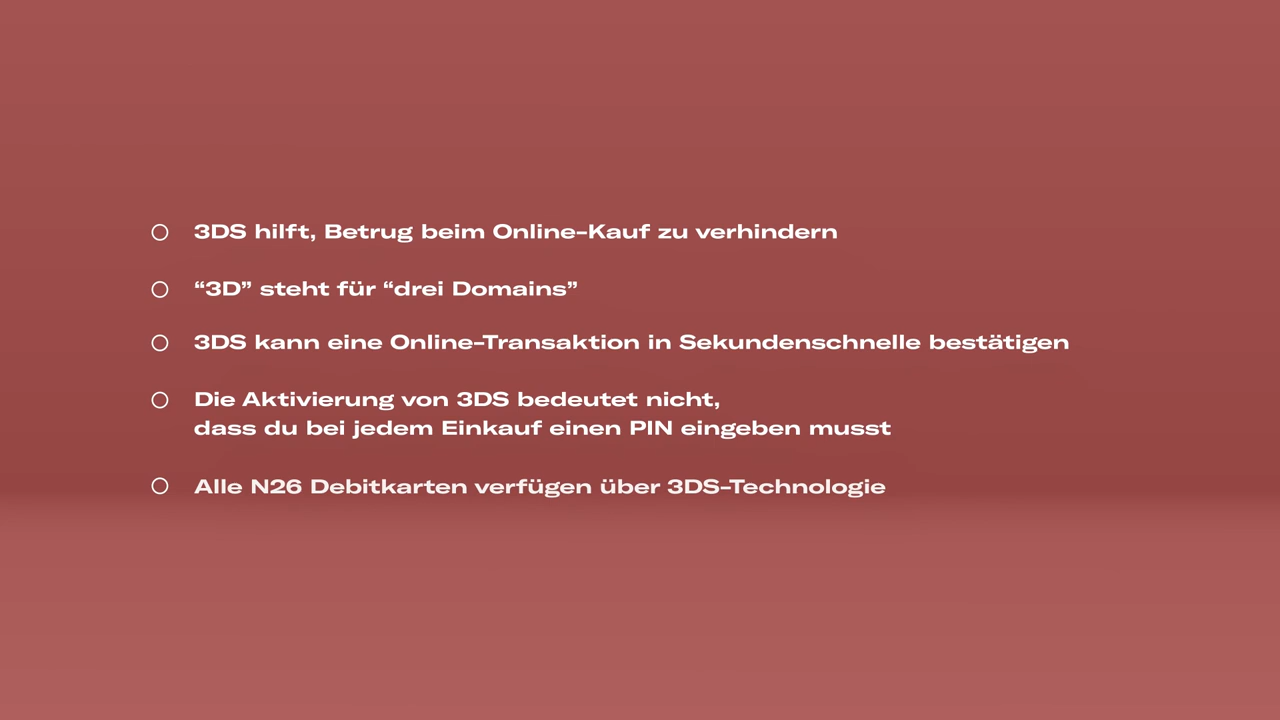 3DS hilft, Betrug beim Online-Kauf zu verhindern
“3D” steht für “drei Domains”
3DS kann eine Online-Transaktion in Sekundenschnelle bestätigen
Die Aktivierung von 3DS bedeutet nicht,
dass du bei jedem Einkauf einen PIN eingeben musst
Alle N26 Debitkarten verfügen über 3DS-Technologie